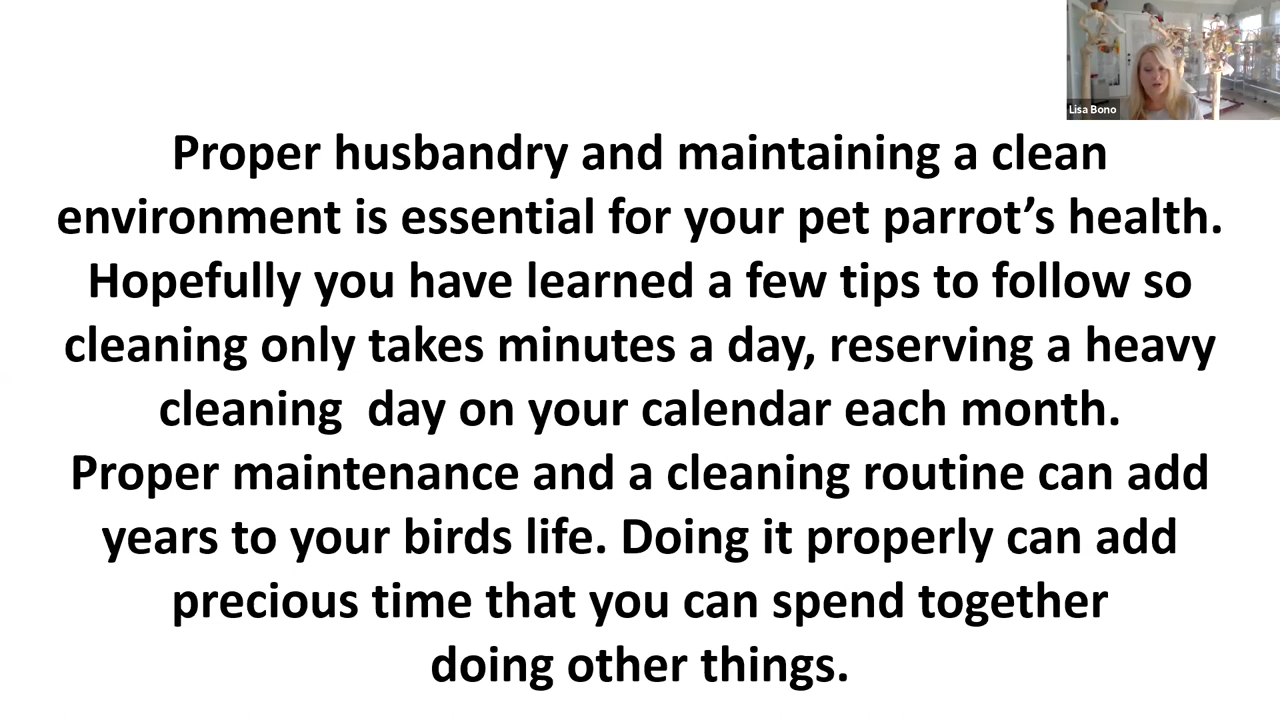 Lisa Bono
Proper husbandry and maintaining a clean
environment is essential for your pet parrot’s health.
Hopefully you have learned a few tips to follow so
cleaning only takes minutes a day, reserving a heavy
cleaning  day on your calendar each month.
Proper maintenance and a cleaning routine can add
years to your birds life. Doing it properly can add
precious time that you can spend together
doing other things.